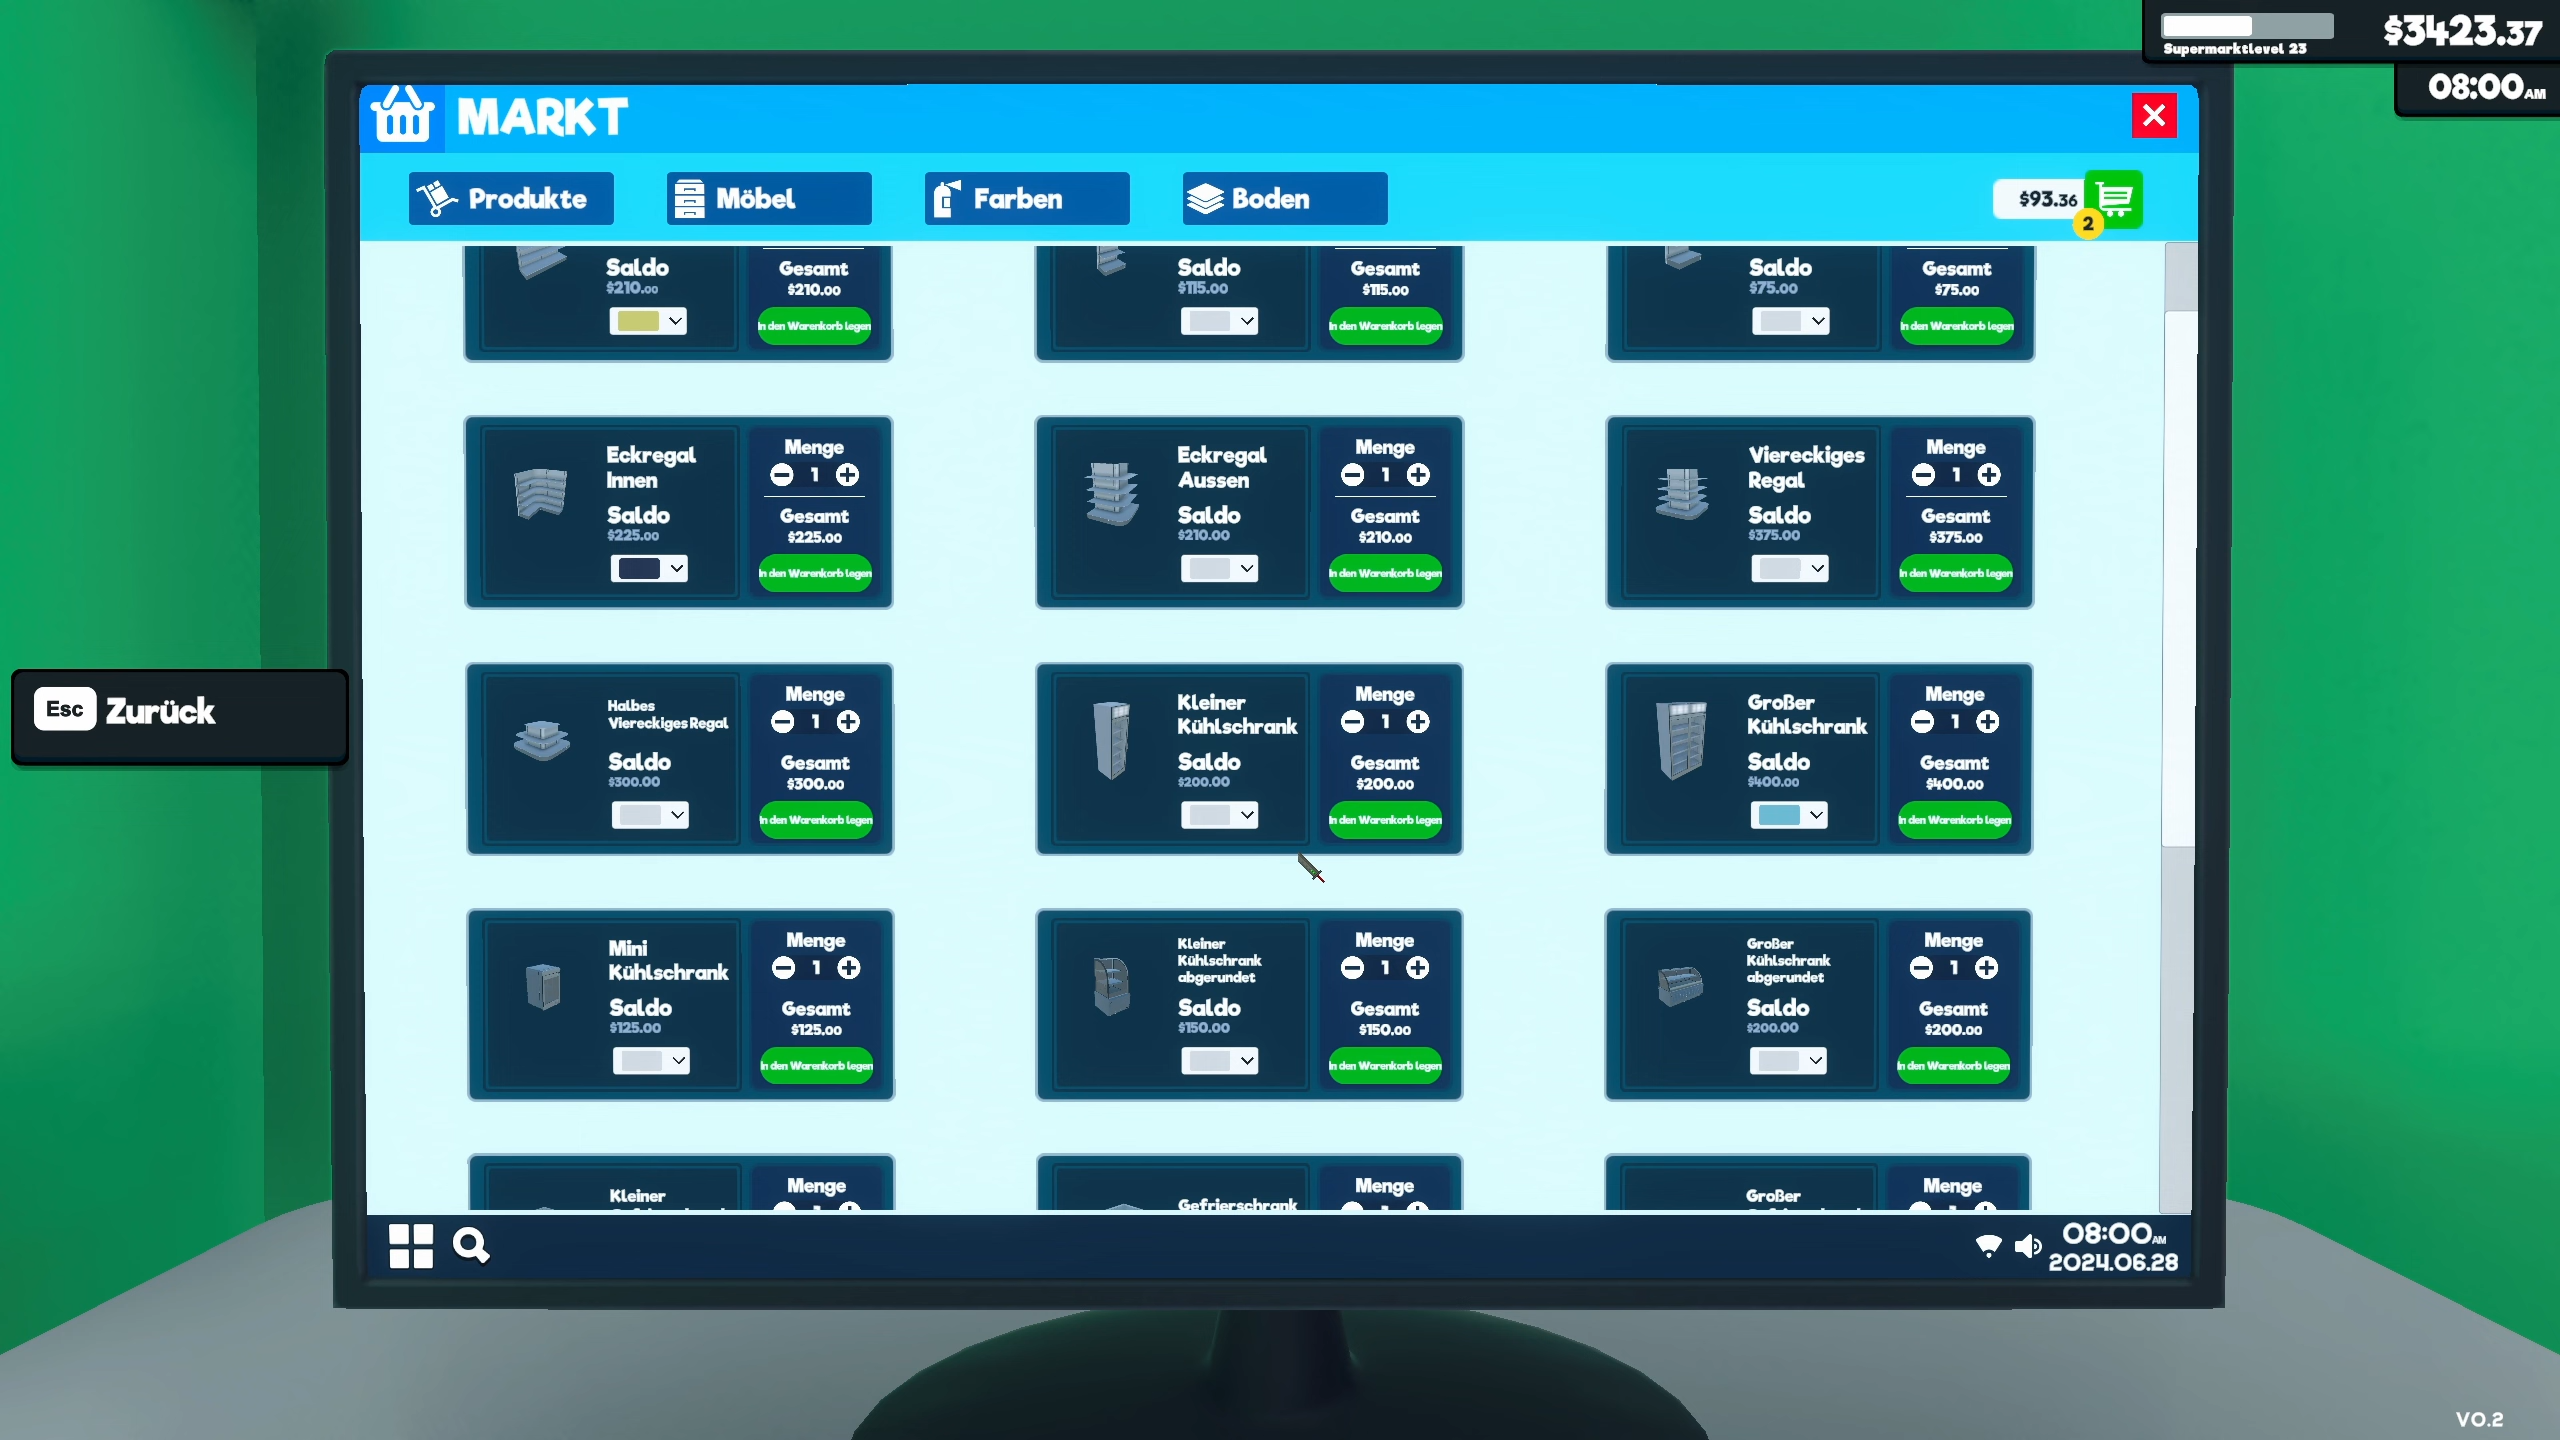 $3423.37
Supermarktlevel 23
08:00AM
MARKT
Produkte
Möbel
Farben
Boden
$93.36
2
Saldo
$210.00
Gesamt
$210.00
In den Warenkorb legen
Saldo
$115.00
Gesamt
$115.00
In den Warenkorb legen
Saldo
$75.00
Gesamt
$75.00
In den Warenkorb legen
Eckregal
Innen
Saldo
$225.00
Menge
1
Gesamt
$225.00
In den Warenkorb legen
Eckregal
Aussen
Saldo
$210.00
Menge
1
Gesamt
$210.00
In den Warenkorb legen
Viereckiges
Regal
Saldo
$375.00
Menge
1
Gesamt
$375.00
In den Warenkorb legen
Esc Zurück
Halbes
Viereckiges Regal
Saldo
$300.00
Menge
1
Gesamt
$300.00
In den Warenkorb legen
Kleiner
Kühlschrank
Saldo
$200.00
Menge
1
Gesamt
$200.00
In den Warenkorb legen
Großer
Kühlschrank
Saldo
$400.00
Menge
1
Gesamt
$400.00
In den Warenkorb legen
Mini
Kühlschrank
Saldo
$125.00
Menge
1
Gesamt
$125.00
In den Warenkorb legen
Kleiner
Kühlschrank
abgerundet
Saldo
$150.00
Menge
1
Gesamt
$150.00
In den Warenkorb legen
Großer
Kühlschrank
abgerundet
Saldo
$200.00
Menge
1
Gesamt
$200.00
In den Warenkorb legen
Kleiner
Menge
Gefrierschrank
Menge
Großer
Menge
08:00AM
2024.06.28
V0.2